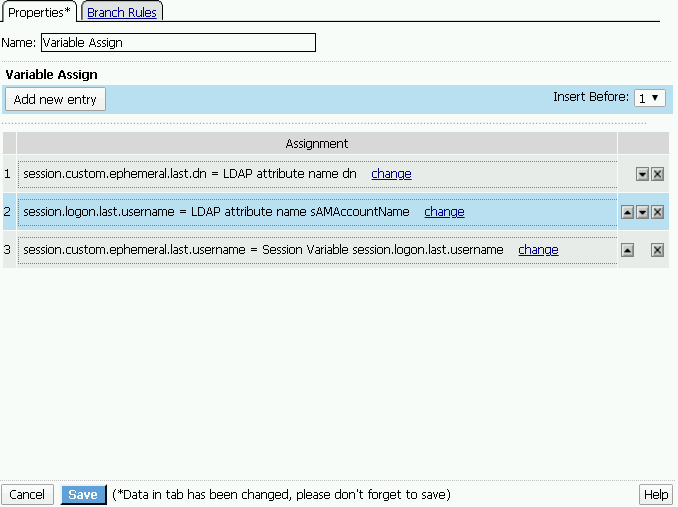 Properties* Branch Rules
Name: Variable Assign
Variable Assign
Add new entry Insert Before: 1
Assignment
1 session.custom.ephemeral.last.dn = LDAP attribute name dn change
2 session.logon.last.username = LDAP attribute name sAMAccountName change
3 session.custom.ephemeral.last.username = Session Variable session.logon.last.username change
Cancel Save (*Data in tab has been changed, please don't forget to save) Help